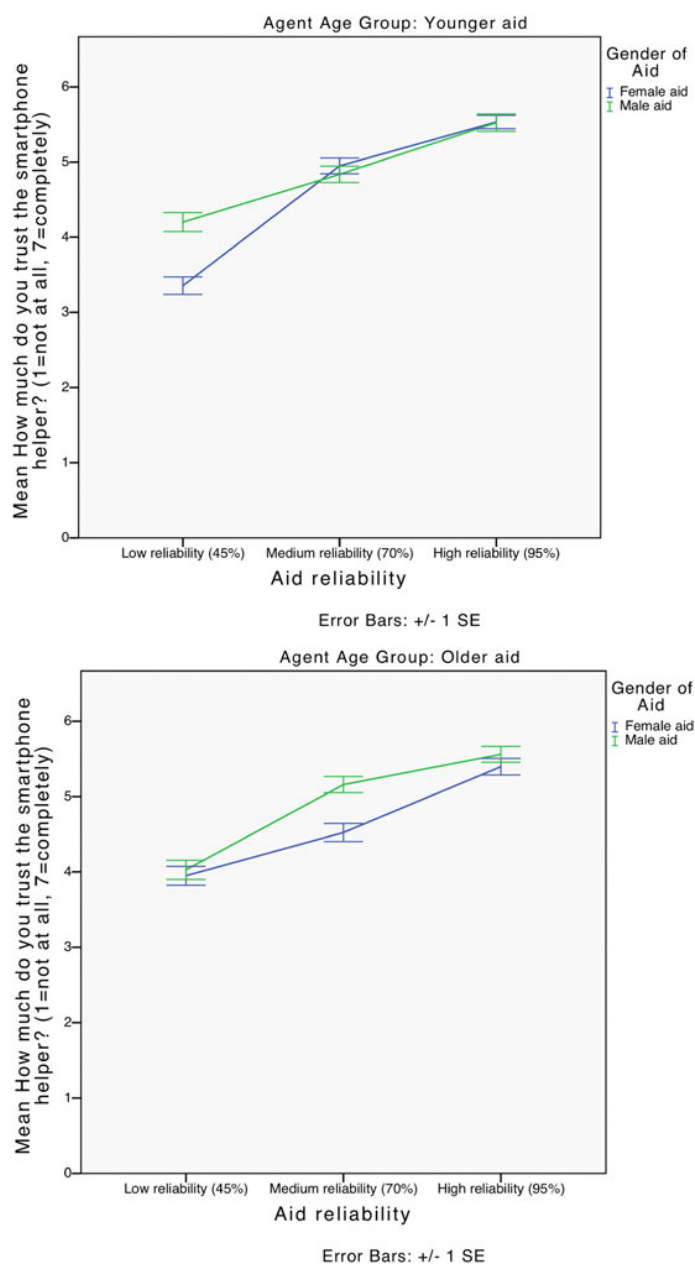 Agent Age Group: Younger aid
Gender of
Aid
Female aid
Male aid
Mean How much do you trust the smartphone
helper? (1=not at all, 7=completely)
6
5
4
3
2
1
0
Low reliability (45%) Medium reliability (70%) High reliability (95%)
Aid reliability
Error Bars: +/- 1 SE
Agent Age Group: Older aid
Gender of
Aid
Female aid
Male aid
Mean How much do you trust the smartphone
helper? (1=not at all, 7=completely)
6
5
4
3
2
1
0
Low reliability (45%) Medium reliability (70%) High reliability (95%)
Aid reliability
Error Bars: +/- 1 SE